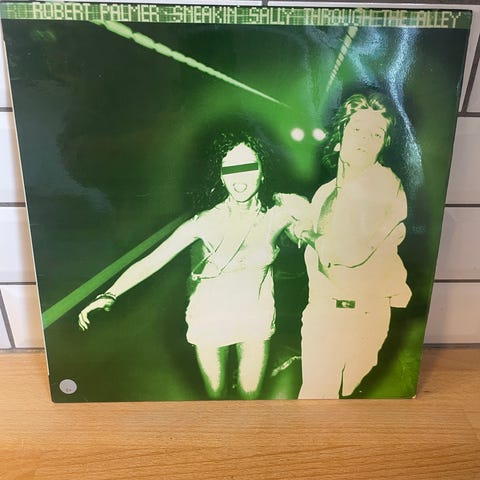 ROBERT PALMER SNEAKIN SALLY THROUGH THE ALLEY